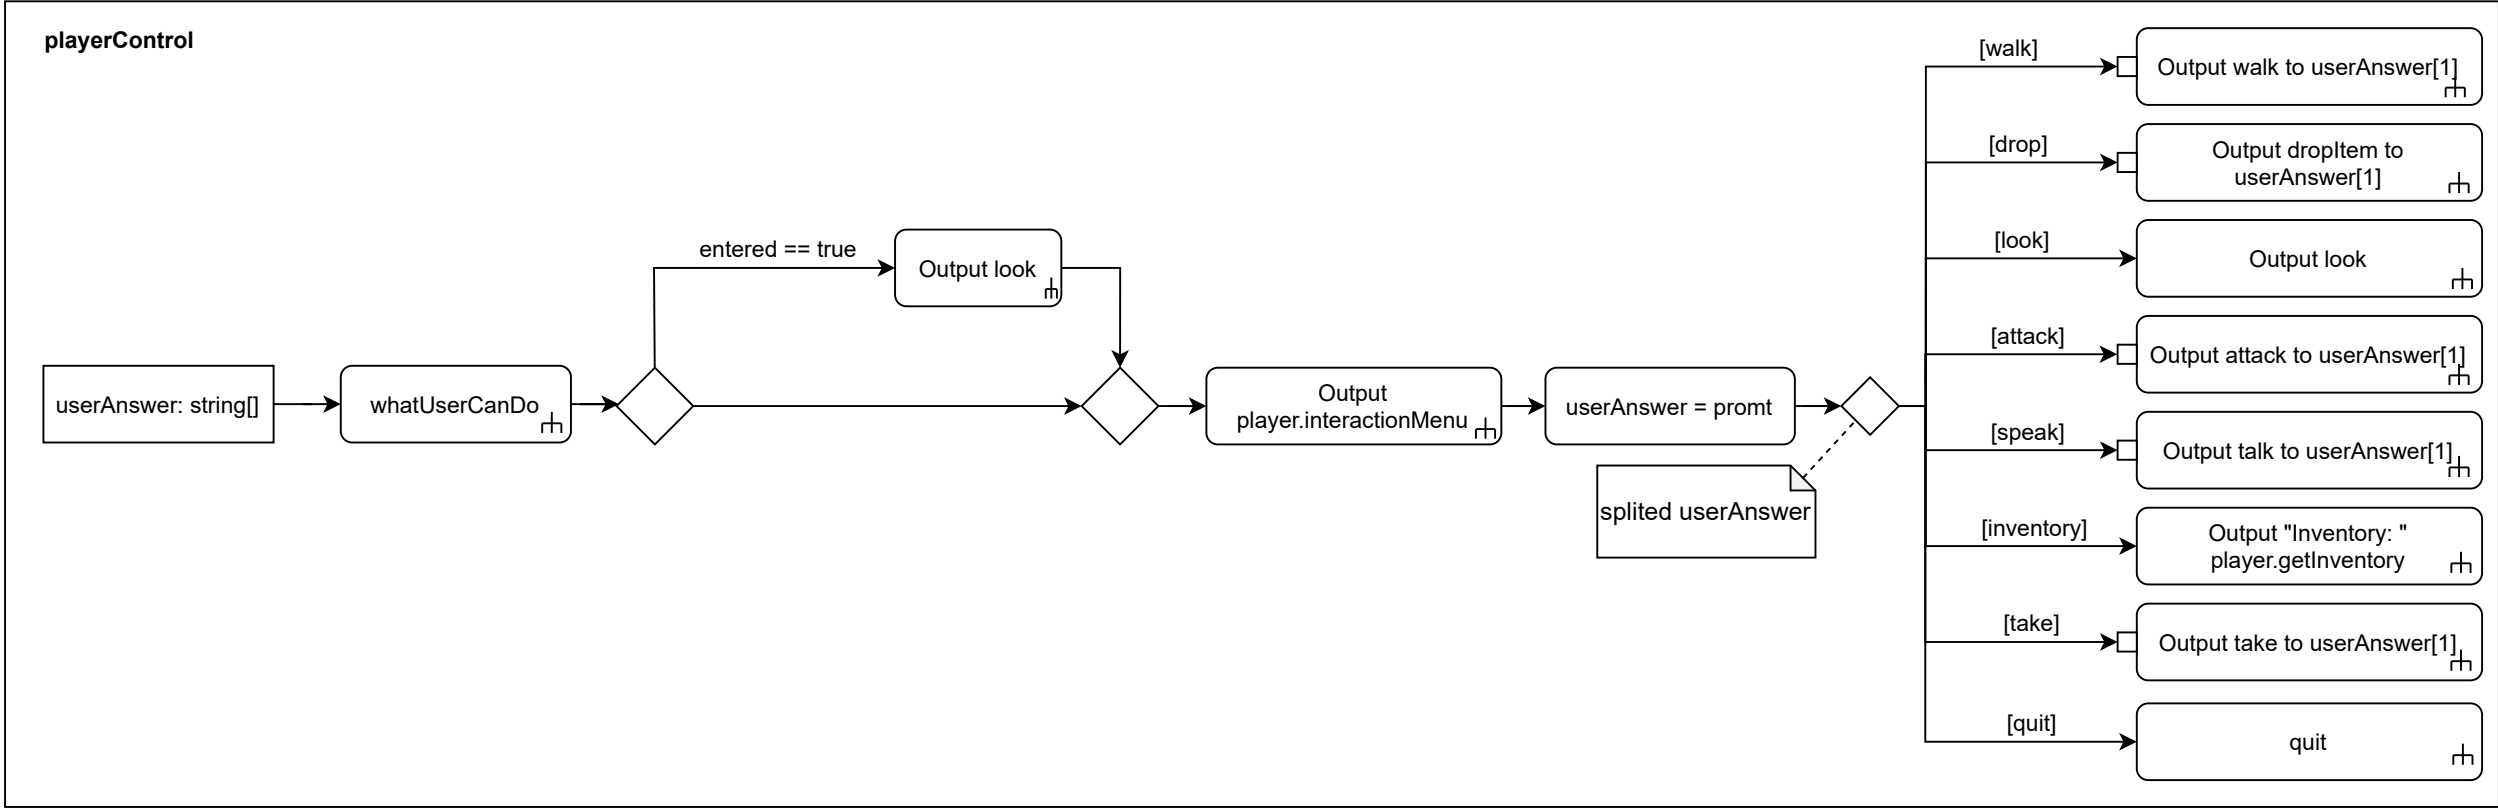 playerControl
userAnswer: string[]
whatUserCanDo
entered == true
Output look
Output
player.interactionMenu
userAnswer = promt
splited userAnswer
[walk]
Output walk to userAnswer[1]
[drop]
Output dropItem to
userAnswer[1]
[look]
Output look
[attack]
Output attack to userAnswer[1]
[speak]
Output talk to userAnswer[1]
[inventory]
Output "Inventory: "
player.getInventory
[take]
Output take to userAnswer[1]
[quit]
quit